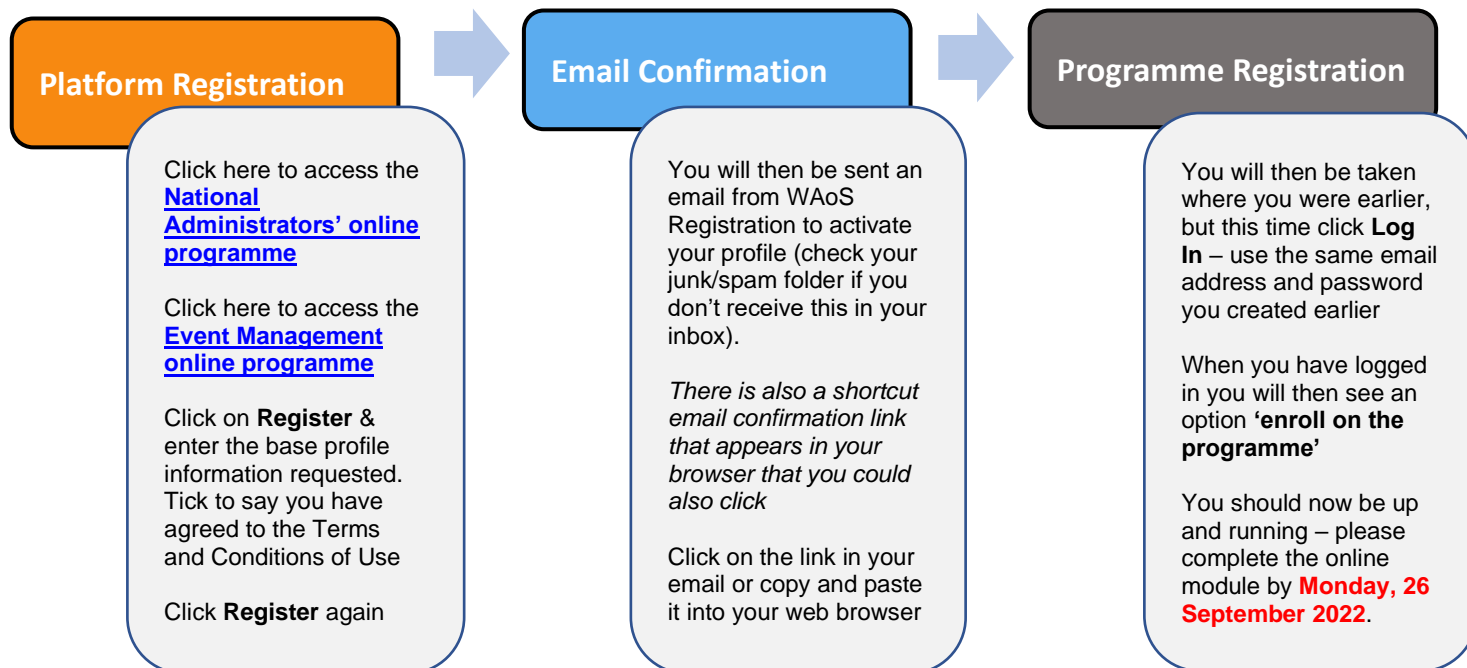 Platform Registration
Click here to access the
National
Administrators’ online
programme
Click here to access the
Event Management
online programme
Click on Register &
enter the base profile
information requested.
Tick to say you have
agreed to the Terms
and Conditions of Use
Click Register again
Email Confirmation
You will then be sent an
email from WAoS
Registration to activate
your profile (check your
junk/spam folder if you
don’t receive this in your
inbox).
There is also a shortcut
email confirmation link
that appears in your
browser that you could
also click
Click on the link in your
email or copy and paste
it into your web browser
Programme Registration
You will then be taken
where you were earlier,
but this time click Log
In – use the same email
address and password
you created earlier
When you have logged
in you will then see an
option ‘enroll on the
programme’
You should now be up
and running – please
complete the online
module by Monday, 26
September 2022.